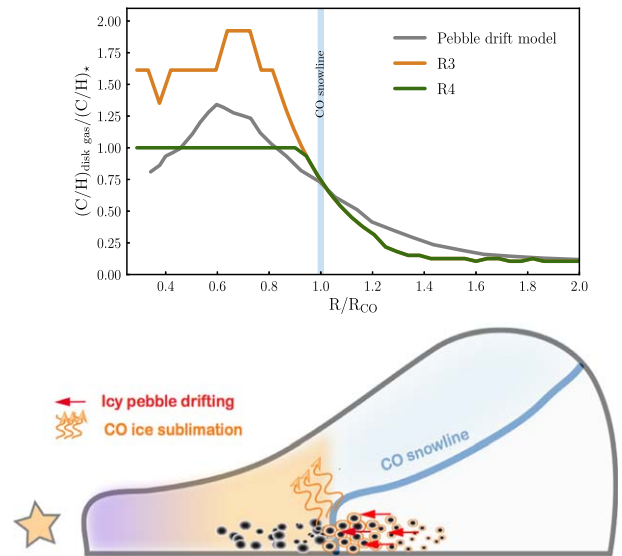 2.00
1.75
1.50
1.25
1.00
0.75
0.50
0.25
0.00
(C/H)disk gas/(C/H)⋆
0.4 0.6 0.8 1.0 1.2 1.4 1.6 1.8 2.0
R/RCO
CO snowline
Pebble drift model
R3
R4
Icy pebble drifting
CO ice sublimation
CO snowline